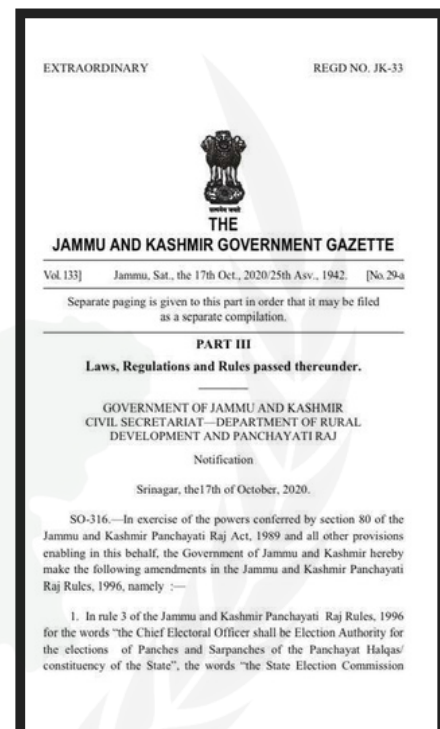 EXTRAORDINARY REGD NO. JK-33
सत्यमेव जयते
THE
JAMMU AND KASHMIR GOVERNMENT GAZETTE
Vol. 133] Jammu, Sat., the 17th Oct., 2020/25th Asv., 1942. [No. 29-a
Separate paging is given to this part in order that it may be filed
as a separate compilation.
PART III
Laws, Regulations and Rules passed thereunder.
GOVERNMENT OF JAMMU AND KASHMIR
CIVIL SECRETARIAT—DEPARTMENT OF RURAL
DEVELOPMENT AND PANCHAYATI RAJ
Notification
Srinagar, the17th of October, 2020.
SO-316.—In exercise of the powers conferred by section 80 of the
Jammu and Kashmir Panchayati Raj Act, 1989 and all other provisions
enabling in this behalf, the Government of Jammu and Kashmir hereby
make the following amendments in the Jammu and Kashmir Panchayati
Raj Rules, 1996, namely :—
1. In rule 3 of the Jammu and Kashmir Panchayati Raj Rules, 1996
for the words “the Chief Electoral Officer shall be Election Authority for
the elections of Panches and Sarpanches of the Panchayat Halqas/
constituency of the State”, the words “the State Election Commission